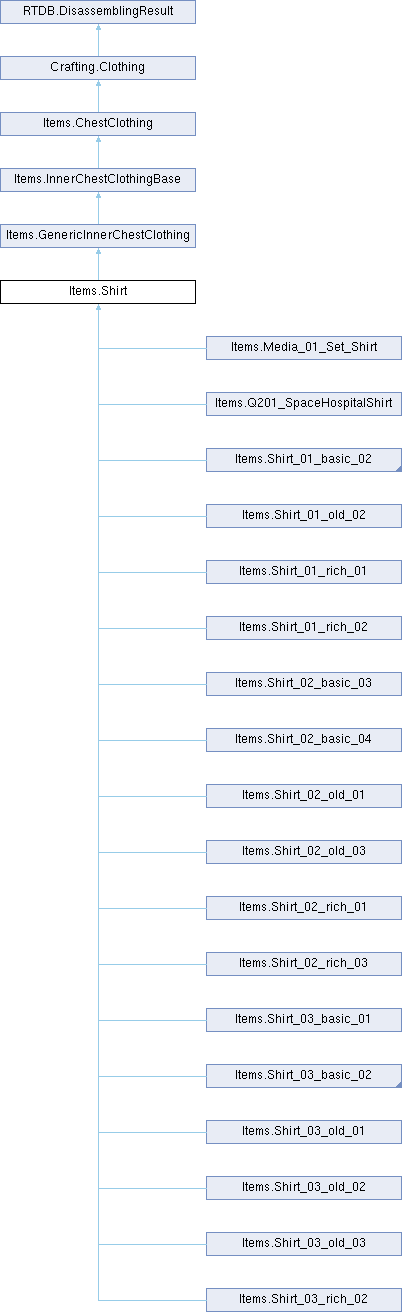 RTDB.DisassemblingResult
Crafting.Clothing
Items.ChestClothing
Items.InnerChestClothingBase
Items.GenericInnerChestClothing
Items.Shirt
Items.Media_01_Set_Shirt
Items.Q201_SpaceHospitalShirt
Items.Shirt_01_basic_02
Items.Shirt_01_old_02
Items.Shirt_01_rich_01
Items.Shirt_01_rich_02
Items.Shirt_02_basic_03
Items.Shirt_02_basic_04
Items.Shirt_02_old_01
Items.Shirt_02_old_03
Items.Shirt_02_rich_01
Items.Shirt_02_rich_03
Items.Shirt_03_basic_01
Items.Shirt_03_basic_02
Items.Shirt_03_old_01
Items.Shirt_03_old_02
Items.Shirt_03_old_03
Items.Shirt_03_rich_02